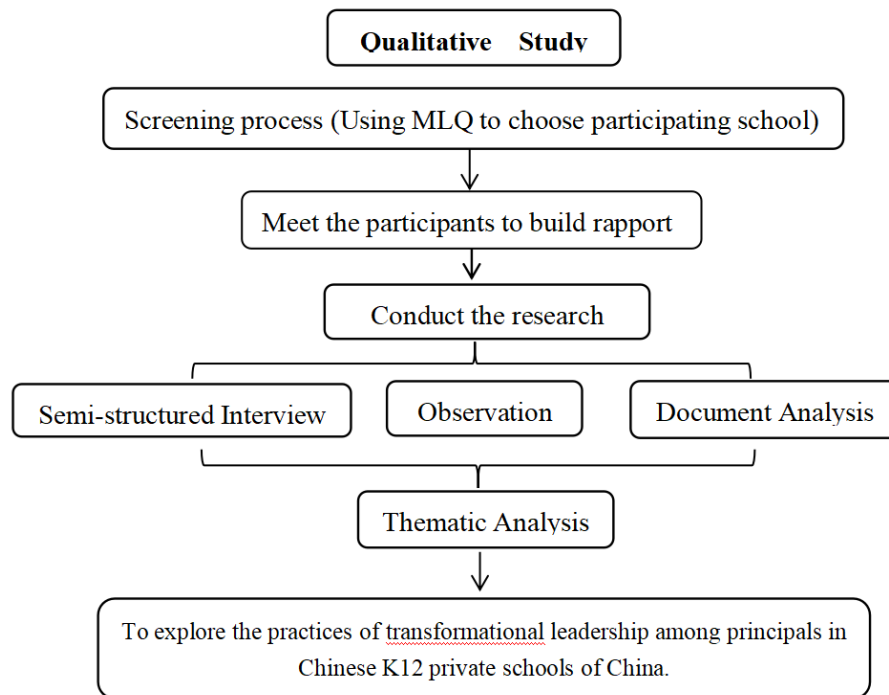 Qualitative Study
Screening process (Using MLQ to choose participating school)
Meet the participants to build rapport
Conduct the research
Semi-structured Interview
Observation
Document Analysis
Thematic Analysis
To explore the practices of transformational leadership among principals in
Chinese K12 private schools of China.